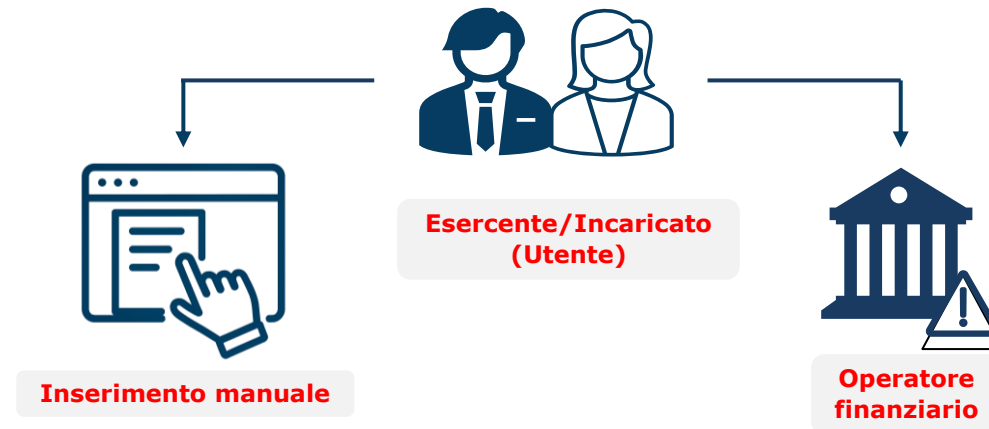 Esercente/Incaricato
(Utente)
Inserimento manuale
Operatore
finanziario